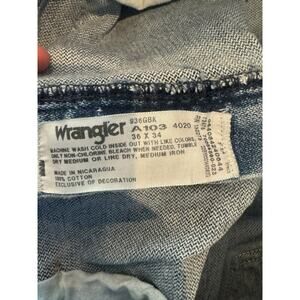 936GBK
Wrangler A103 4020
36 X 34
MACHINE WASH COLD INSIDE OUT WITH LIKE COLORS,
ONLY NON-CHLORINE BLEACH WHEN NEEDED, TUMBLE
DRY MEDIUM OR LINE DRY, MEDIUM IRON
MADE IN NICARAGUA
100% COTTON
EXCLUSIVE OF DECORATION